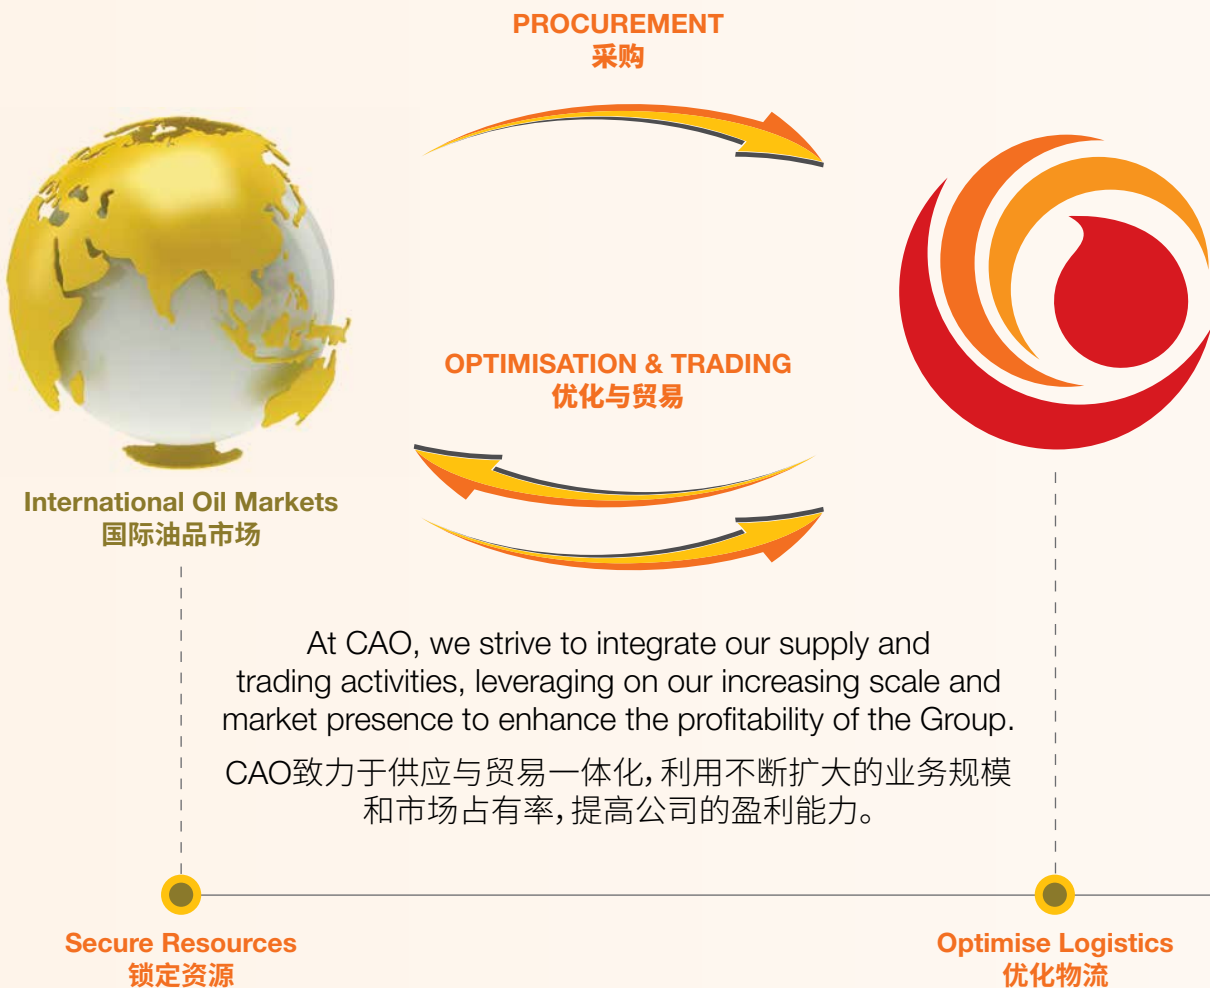 PROCUREMENT
采购
OPTIMISATION & TRADING
优化与贸易
International Oil Markets
国际油品市场
At CAO, we strive to integrate our supply and
trading activities, leveraging on our increasing scale and
market presence to enhance the profitability of the Group.
CAO致力于供应与贸易一体化，利用不断扩大的业务规模
和市场占有率，提高公司的盈利能力。
Secure Resources
锁定资源
Optimise Logistics
优化物流